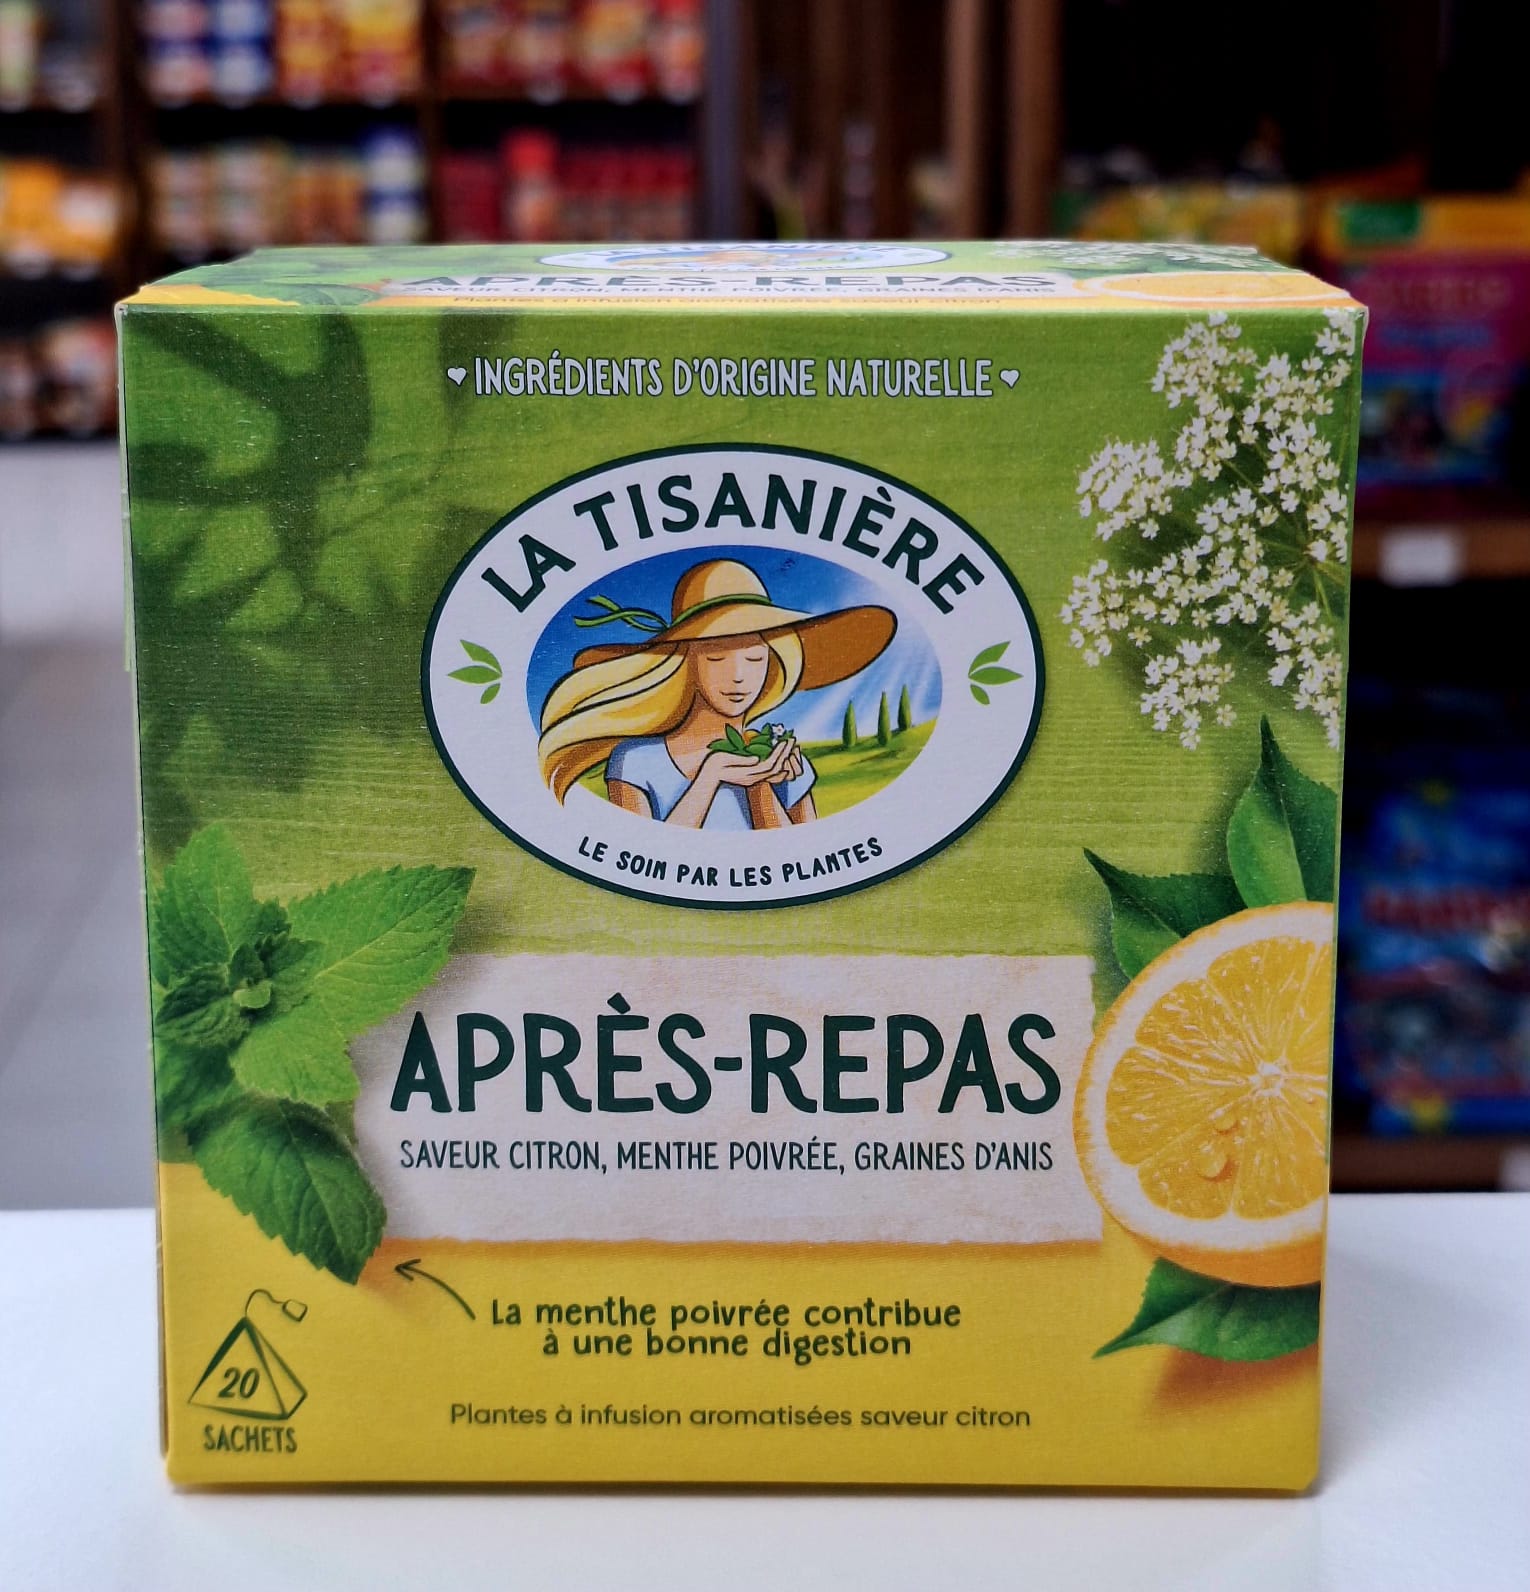 LA TISANIÈRE
APRÈS-REPAS
Plantes à infusion aromatisées saveur citron
INGRÉDIENTS D'ORIGINE NATURELLE
LA TISANIÈRE
LE SOIN PAR LES PLANTES
APRÈS-REPAS
SAVEUR CITRON, MENTHE POIVRÉE, GRAINES D'ANIS
La menthe poivrée contribue
à une bonne digestion
20
SACHETS
Plantes à infusion aromatisées saveur citron